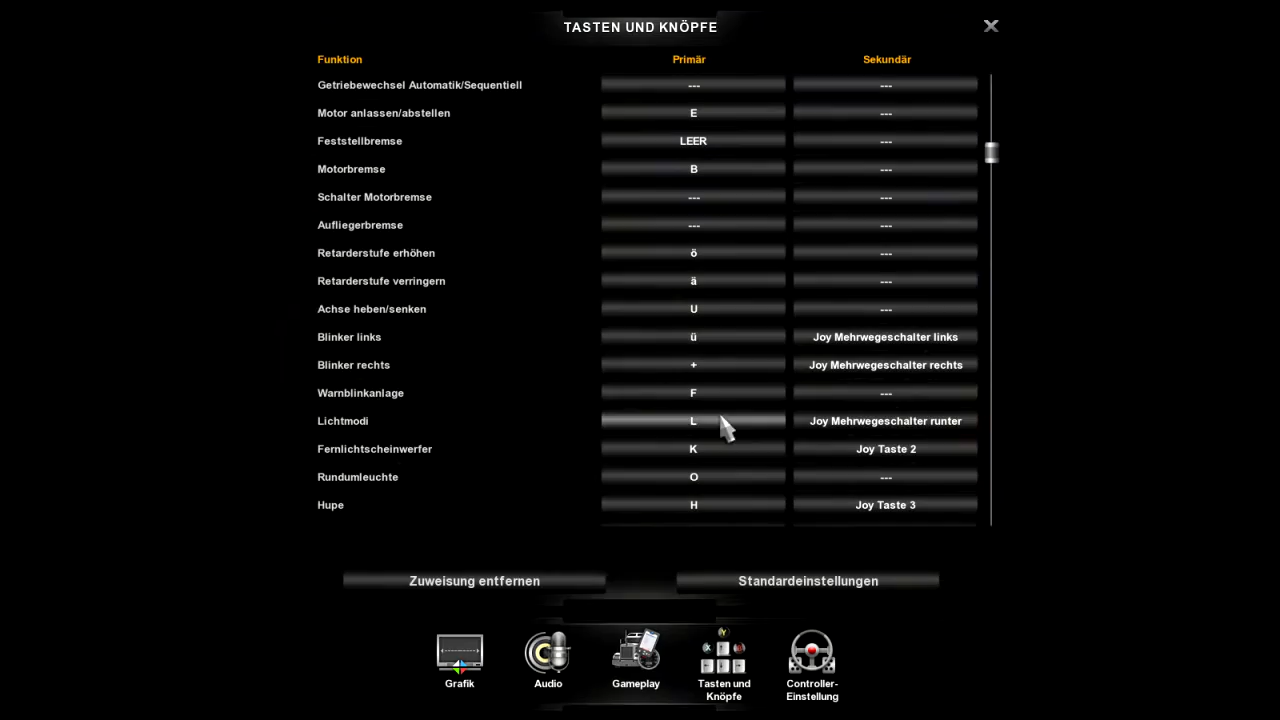 TASTEN UND KNÖPFE
Funktion Primär Sekundär
Getriebewechsel Automatik/Sequentiell --- ---
Motor anlassen/abstellen E ---
Feststellbremse LEER ---
Motorbremse B ---
Schalter Motorbremse --- ---
Aufliegerbremse --- ---
Retarderstufe erhöhen ö ---
Retarderstufe verringern ä ---
Achse heben/senken U ---
Blinker links ü Joy Mehrwegeschalter links
Blinker rechts + Joy Mehrwegeschalter rechts
Warnblinkanlage F ---
Lichtmodi L Joy Mehrwegeschalter runter
Fernlichtscheinwerfer K Joy Taste 2
Rundumleuchte O ---
Hupe H Joy Taste 3
Zuweisung entfernen Standardeinstellungen
Grafik Audio Gameplay Tasten und Controller-
Knöpfe Einstellung